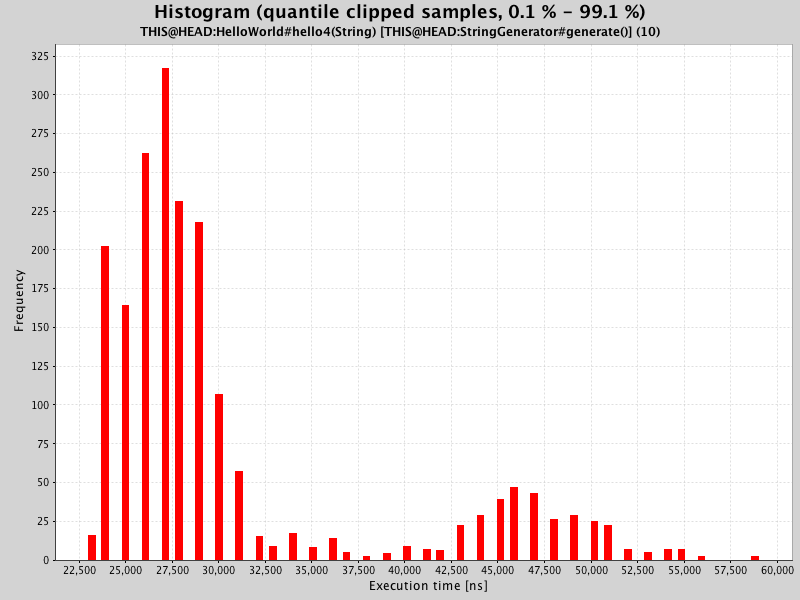 Histogram (quantile clipped samples, 0.1 % – 99.1 %)
THIS@HEAD:HelloWorld#hello4(String) [THIS@HEAD:StringGenerator#generate()] (10)
325
300
275
250
225
200
175
150
125
100
75
50
25
0
Frequency
22,500 25,000 27,500 30,000 32,500 35,000 37,500 40,000 42,500 45,000 47,500 50,000 52,500 55,000 57,500 60,000
Execution time [ns]